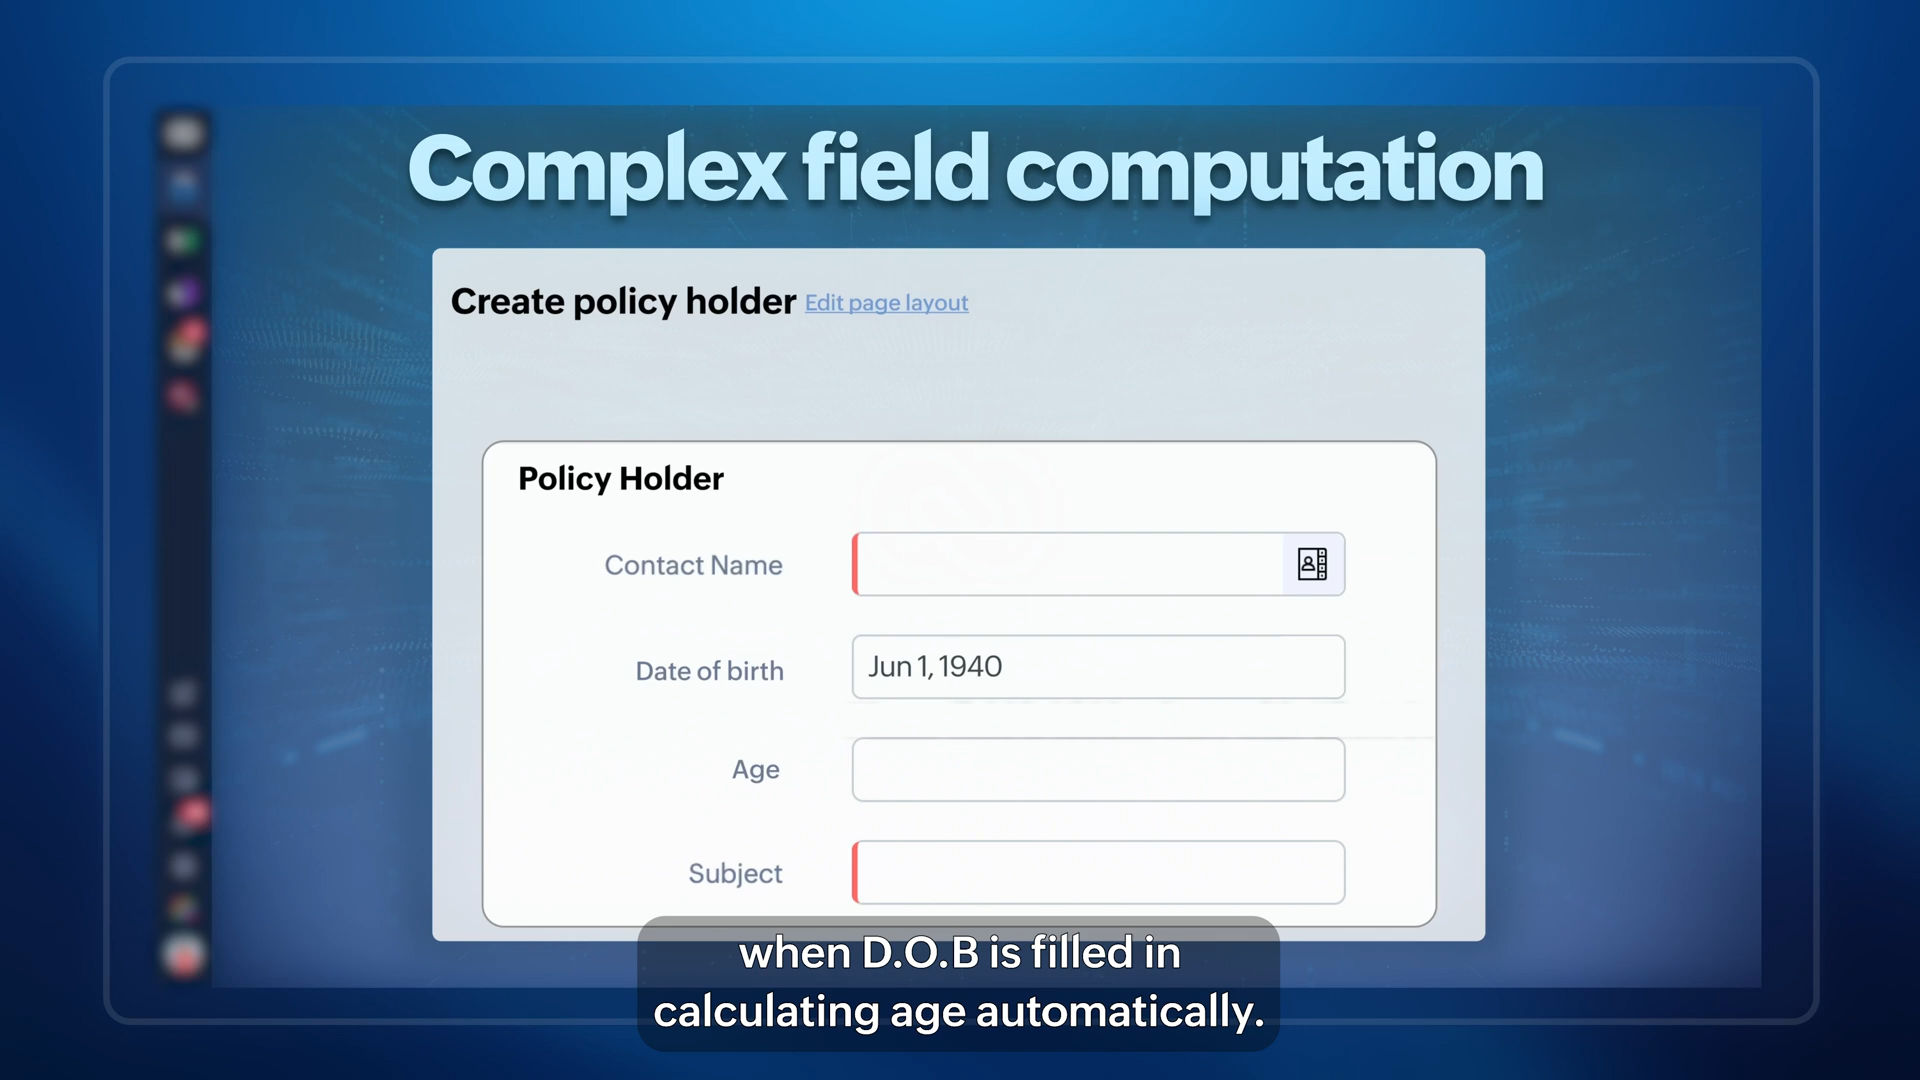 Complex field computation
Create policy holder Edit page layout
Policy Holder
Contact Name
Date of birth
Jun 1, 1940
Age
Subject
when D.O.B is filled in
calculating age automatically.